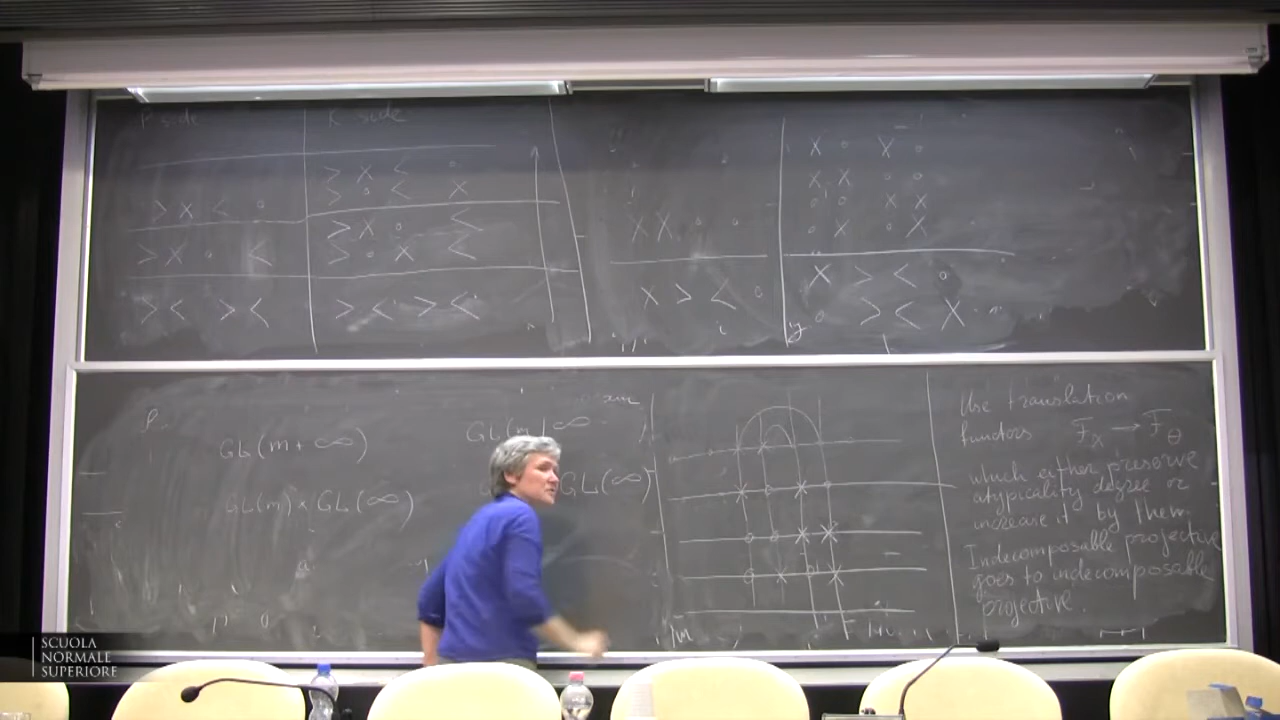 P side
K side
> X < o
> X <
> o < X
> X o <
> X o <
> o X <
> < > <
> < > <
X X o o
X > < o
X o X o
X X o o
o o X X
o X o X
X > < o
o > < X
GL(m+∞)
GL(m)×GL(∞)
GL(m|∞
GL(∞)
Use translation
functors F_χ → F_θ
which either preserve
atypicality degree or
increase it by them.
Indecomposable projective
goes to indecomposable
projective.
SCUOLA
NORMALE
SUPERIORE